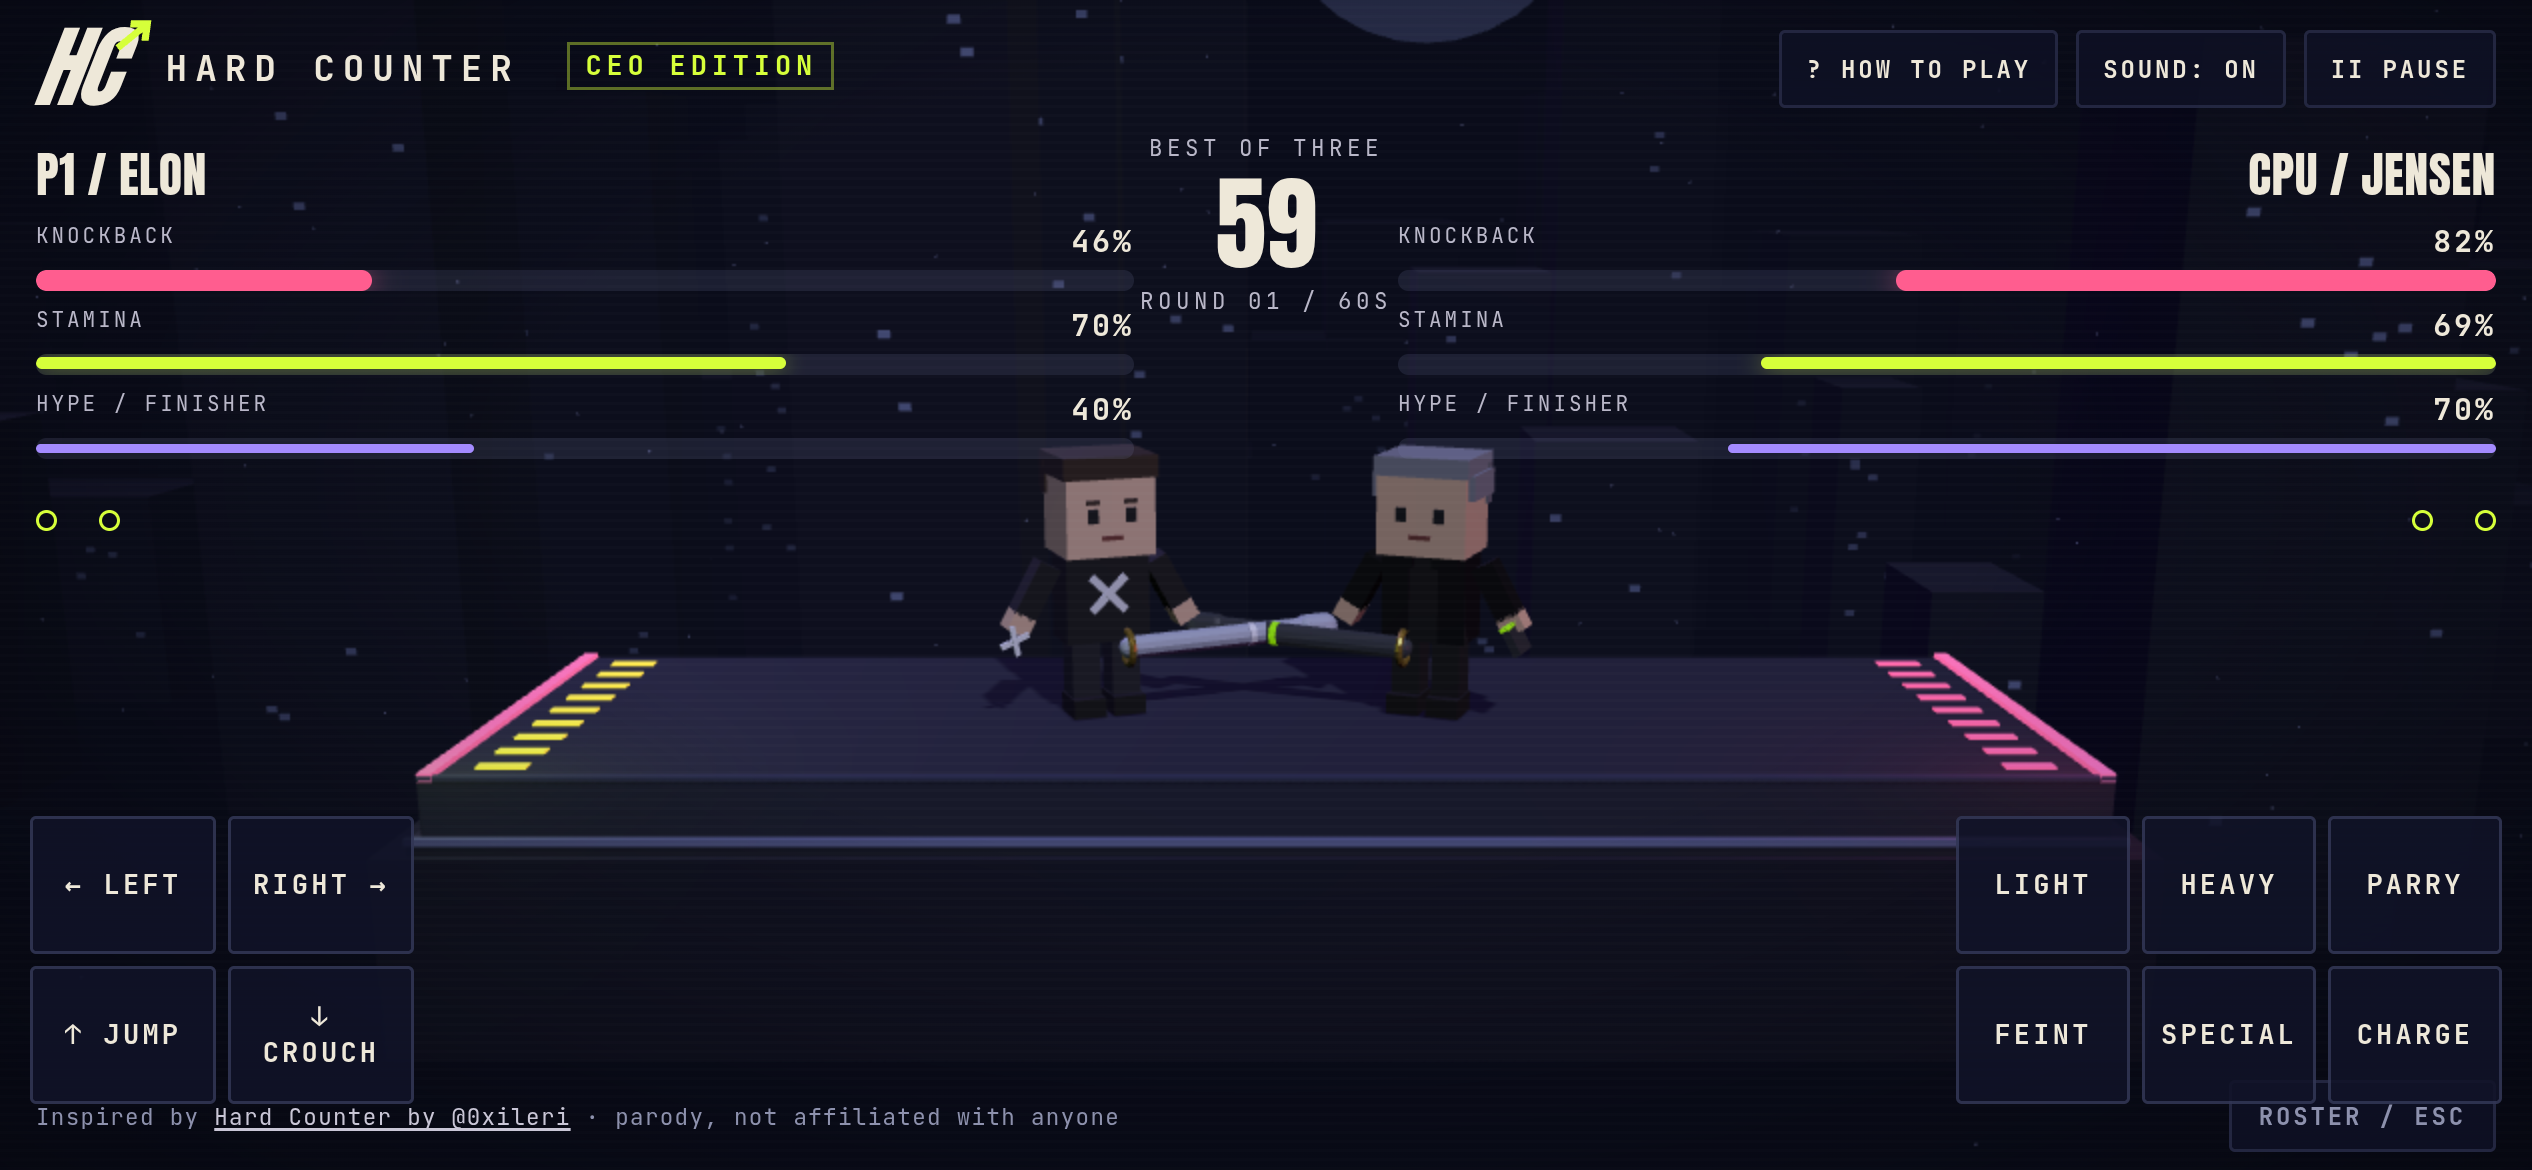 HC HARD COUNTER CEO EDITION
? HOW TO PLAY SOUND: ON II PAUSE
BEST OF THREE
P1 / ELON 59 CPU / JENSEN
KNOCKBACK 46% KNOCKBACK 82%
ROUND 01 / 60S
STAMINA 70% STAMINA 69%
HYPE / FINISHER 40% HYPE / FINISHER 70%
← LEFT RIGHT →
↑ JUMP ↓ CROUCH
LIGHT HEAVY PARRY
FEINT SPECIAL CHARGE
Inspired by Hard Counter by @0xileri · parody, not affiliated with anyone
ROSTER / ESC